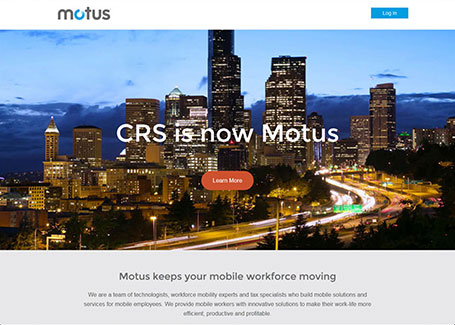 motus
Log in
CRS is now Motus
Learn More
Motus keeps your mobile workforce moving
We are a team of technologists, workforce mobility experts and tax specialists who build mobile solutions and
services for mobile employees. We provide mobile workers with innovative solutions to make their work-life more
efficient, productive and profitable.